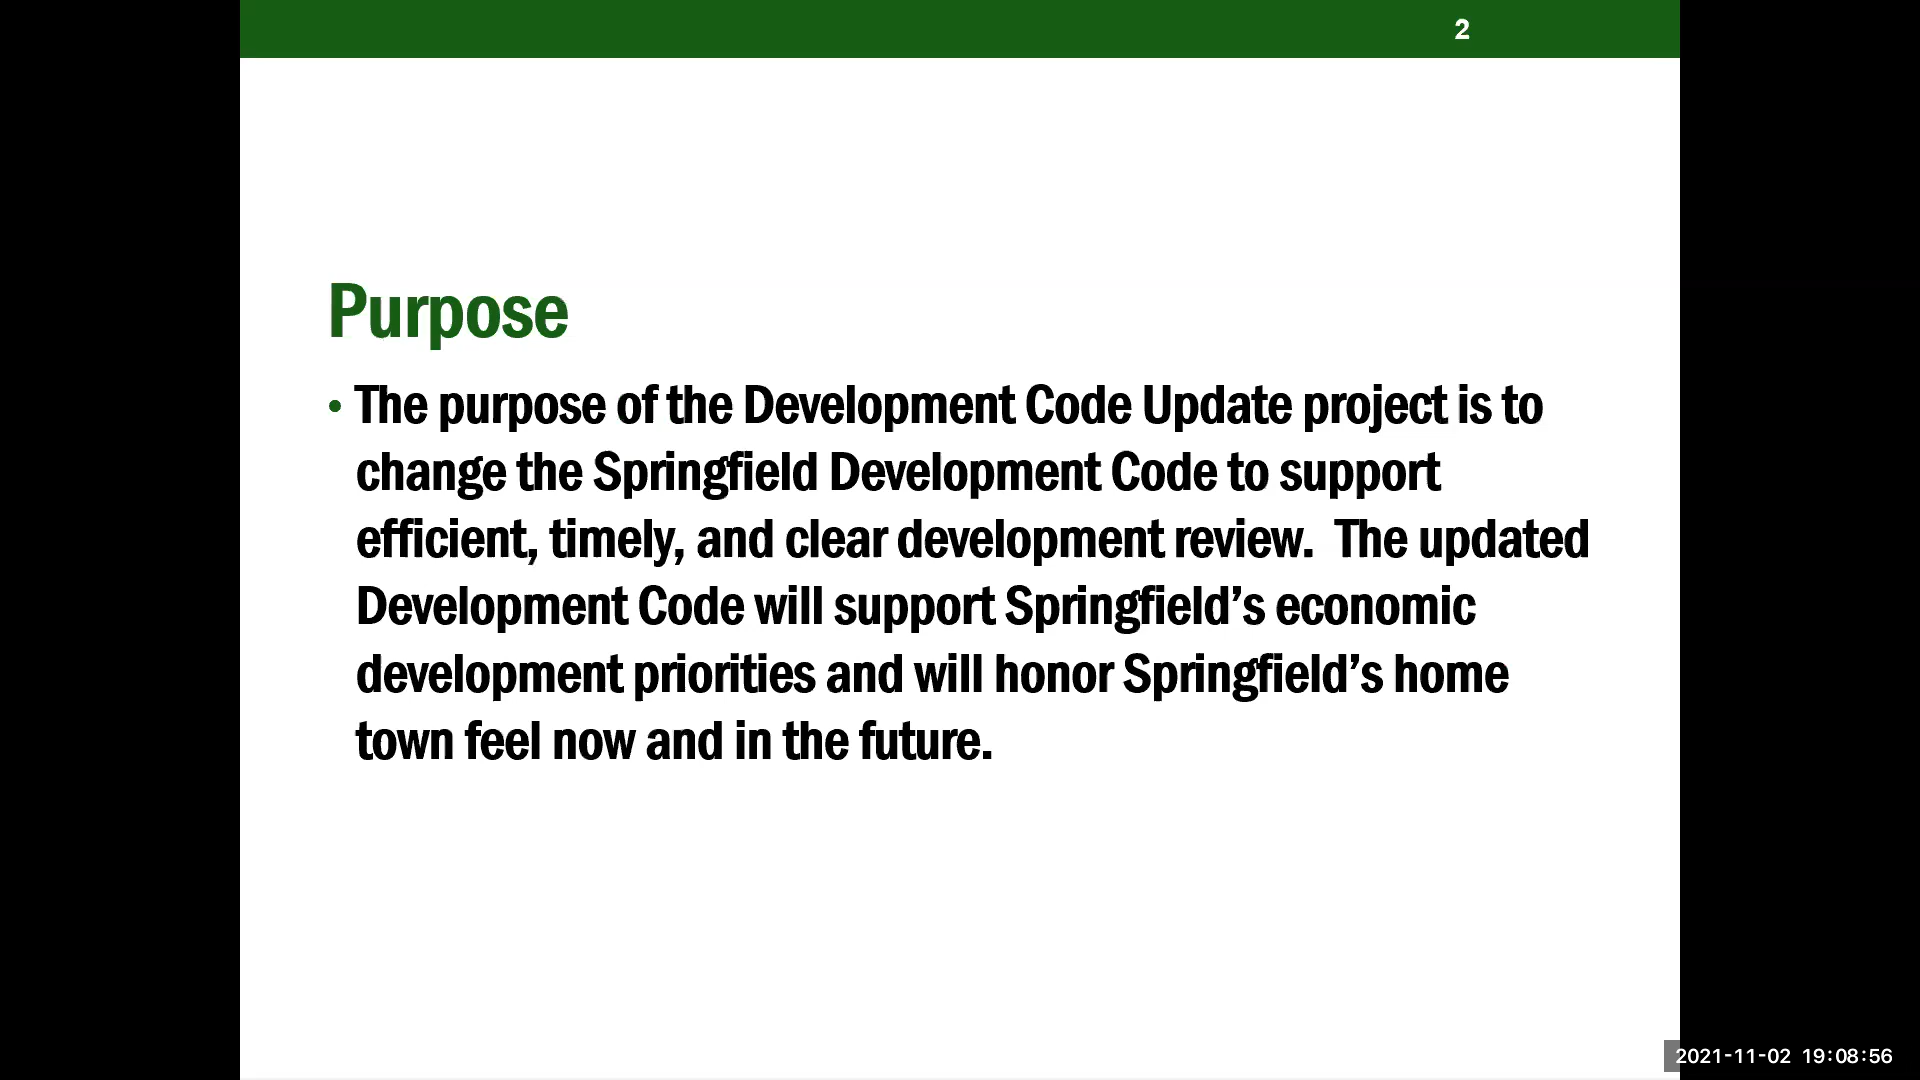 2
Purpose
• The purpose of the Development Code Update project is to
change the Springfield Development Code to support
efficient, timely, and clear development review.  The updated
Development Code will support Springfield’s economic
development priorities and will honor Springfield’s home
town feel now and in the future.
2021-11-02 19:08:56